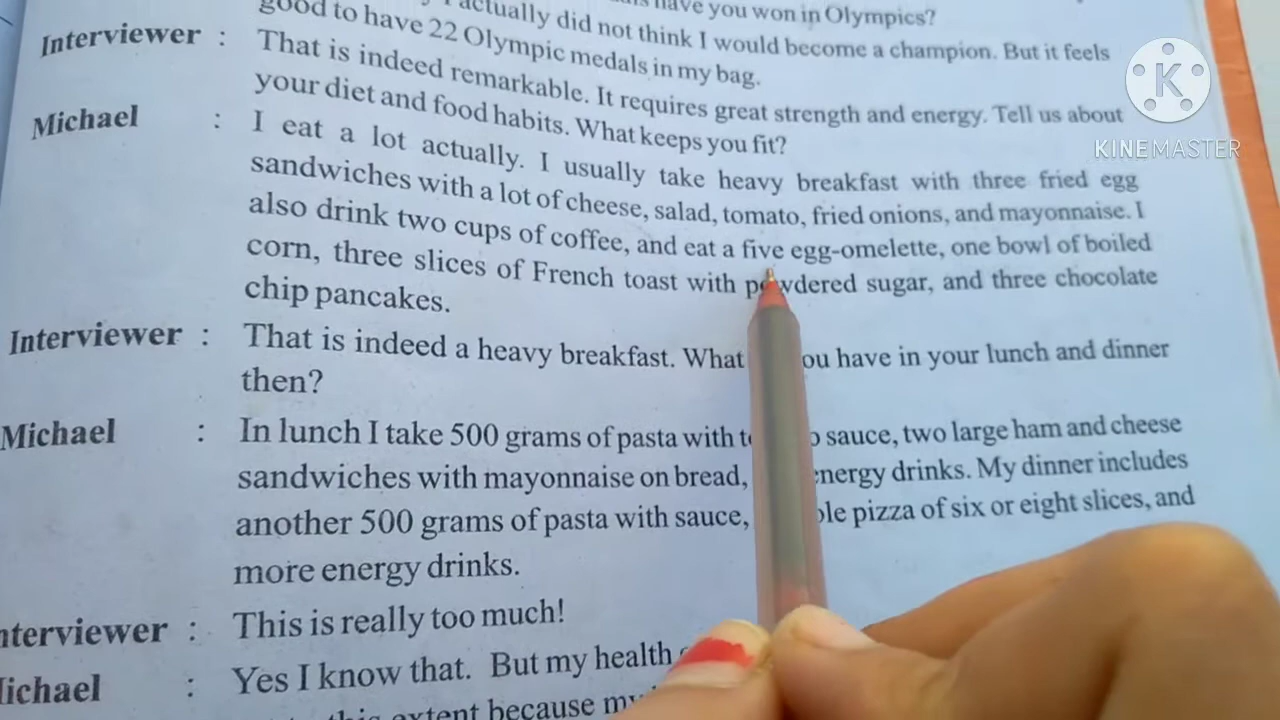 have you won in Olympics?
actually did not think I would become a champion. But it feels
good to have 22 Olympic medals in my bag.
Interviewer : That is indeed remarkable. It requires great strength and energy. Tell us about
your diet and food habits. What keeps you fit?
Michael : I eat a lot actually. I usually take heavy breakfast with three fried egg
sandwiches with a lot of cheese, salad, tomato, fried onions, and mayonnaise. I
also drink two cups of coffee, and eat a five egg-omelette, one bowl of boiled
corn, three slices of French toast with powdered sugar, and three chocolate
chip pancakes.
Interviewer : That is indeed a heavy breakfast. What you have in your lunch and dinner
then?
Michael : In lunch I take 500 grams of pasta with sauce, two large ham and cheese
sandwiches with mayonnaise on bread, energy drinks. My dinner includes
another 500 grams of pasta with sauce, pizza of six or eight slices, and
more energy drinks.
Interviewer : This is really too much!
Michael : Yes I know that. But my health
this extent because my
K
KINEMASTER